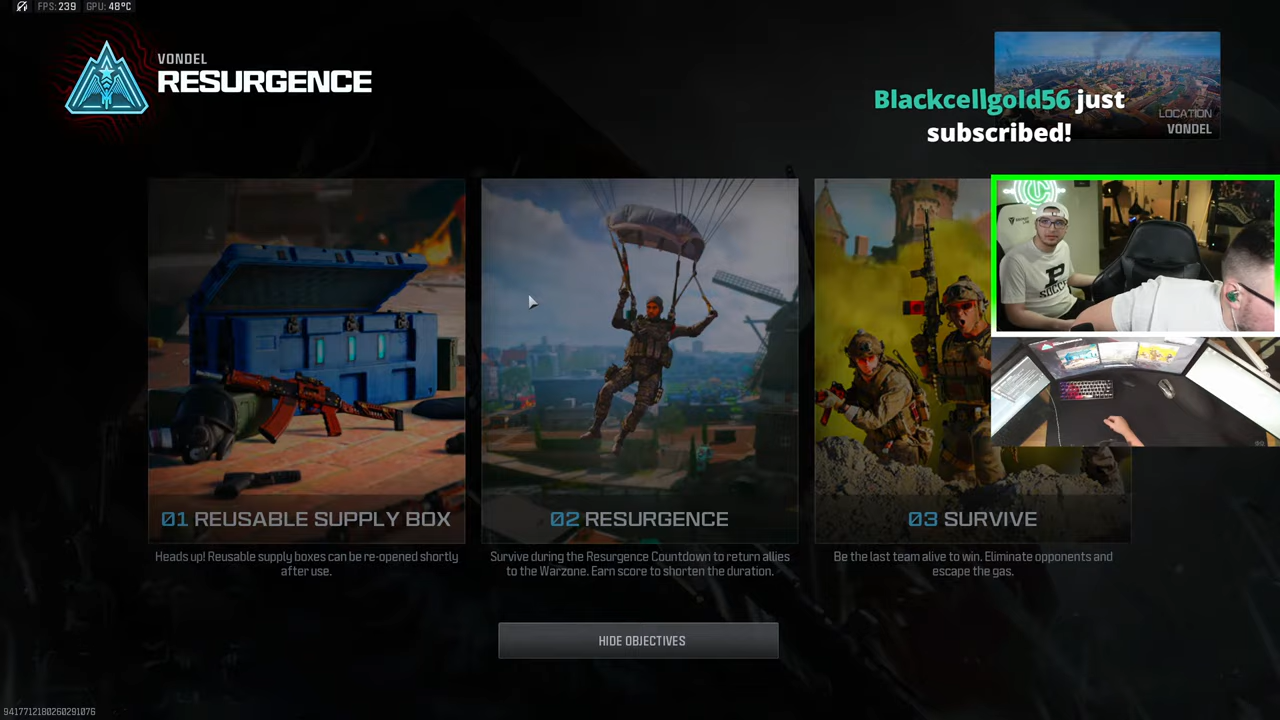 FPS: 239 GPU: 48°C
VONDEL
RESURGENCE
Blackcellgold56 just
subscribed!
LOCATION
VONDEL
P
SOCCER
01 REUSABLE SUPPLY BOX
Heads up! Reusable supply boxes can be re-opened shortly
after use.
02 RESURGENCE
Survive during the Resurgence Countdown to return allies
to the Warzone. Earn score to shorten the duration.
03 SURVIVE
Be the last team alive to win. Eliminate opponents and
escape the gas.
HIDE OBJECTIVES
9417712180260291076